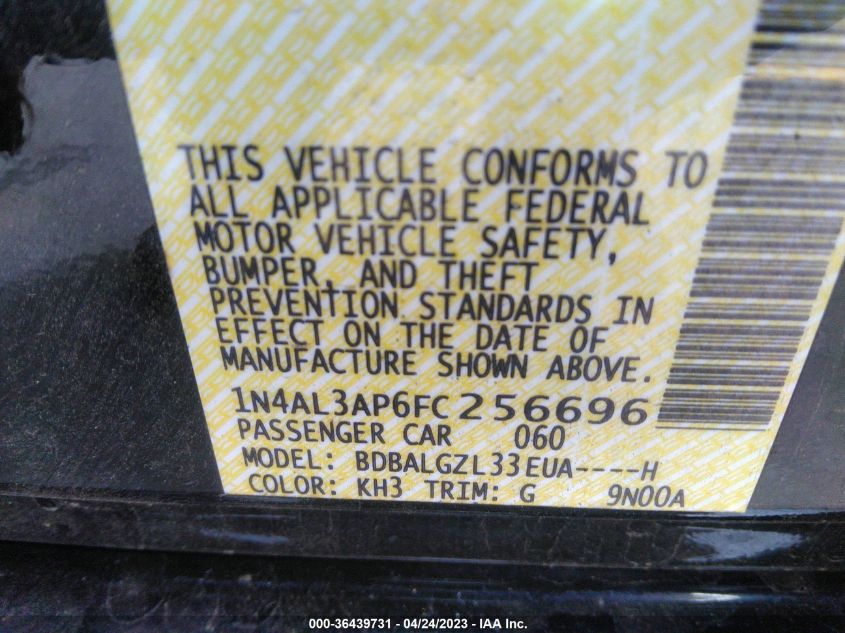 THIS VEHICLE CONFORMS TO
ALL APPLICABLE FEDERAL
MOTOR VEHICLE SAFETY,
BUMPER, AND THEFT
PREVENTION STANDARDS IN
EFFECT ON THE DATE OF
MANUFACTURE SHOWN ABOVE.
1N4AL3AP6FC256696
PASSENGER CAR 060
MODEL: BDBALGZL33EUA----H
COLOR: KH3 TRIM: G 9N00A
000-36439731 - 04/24/2023 - IAA Inc.